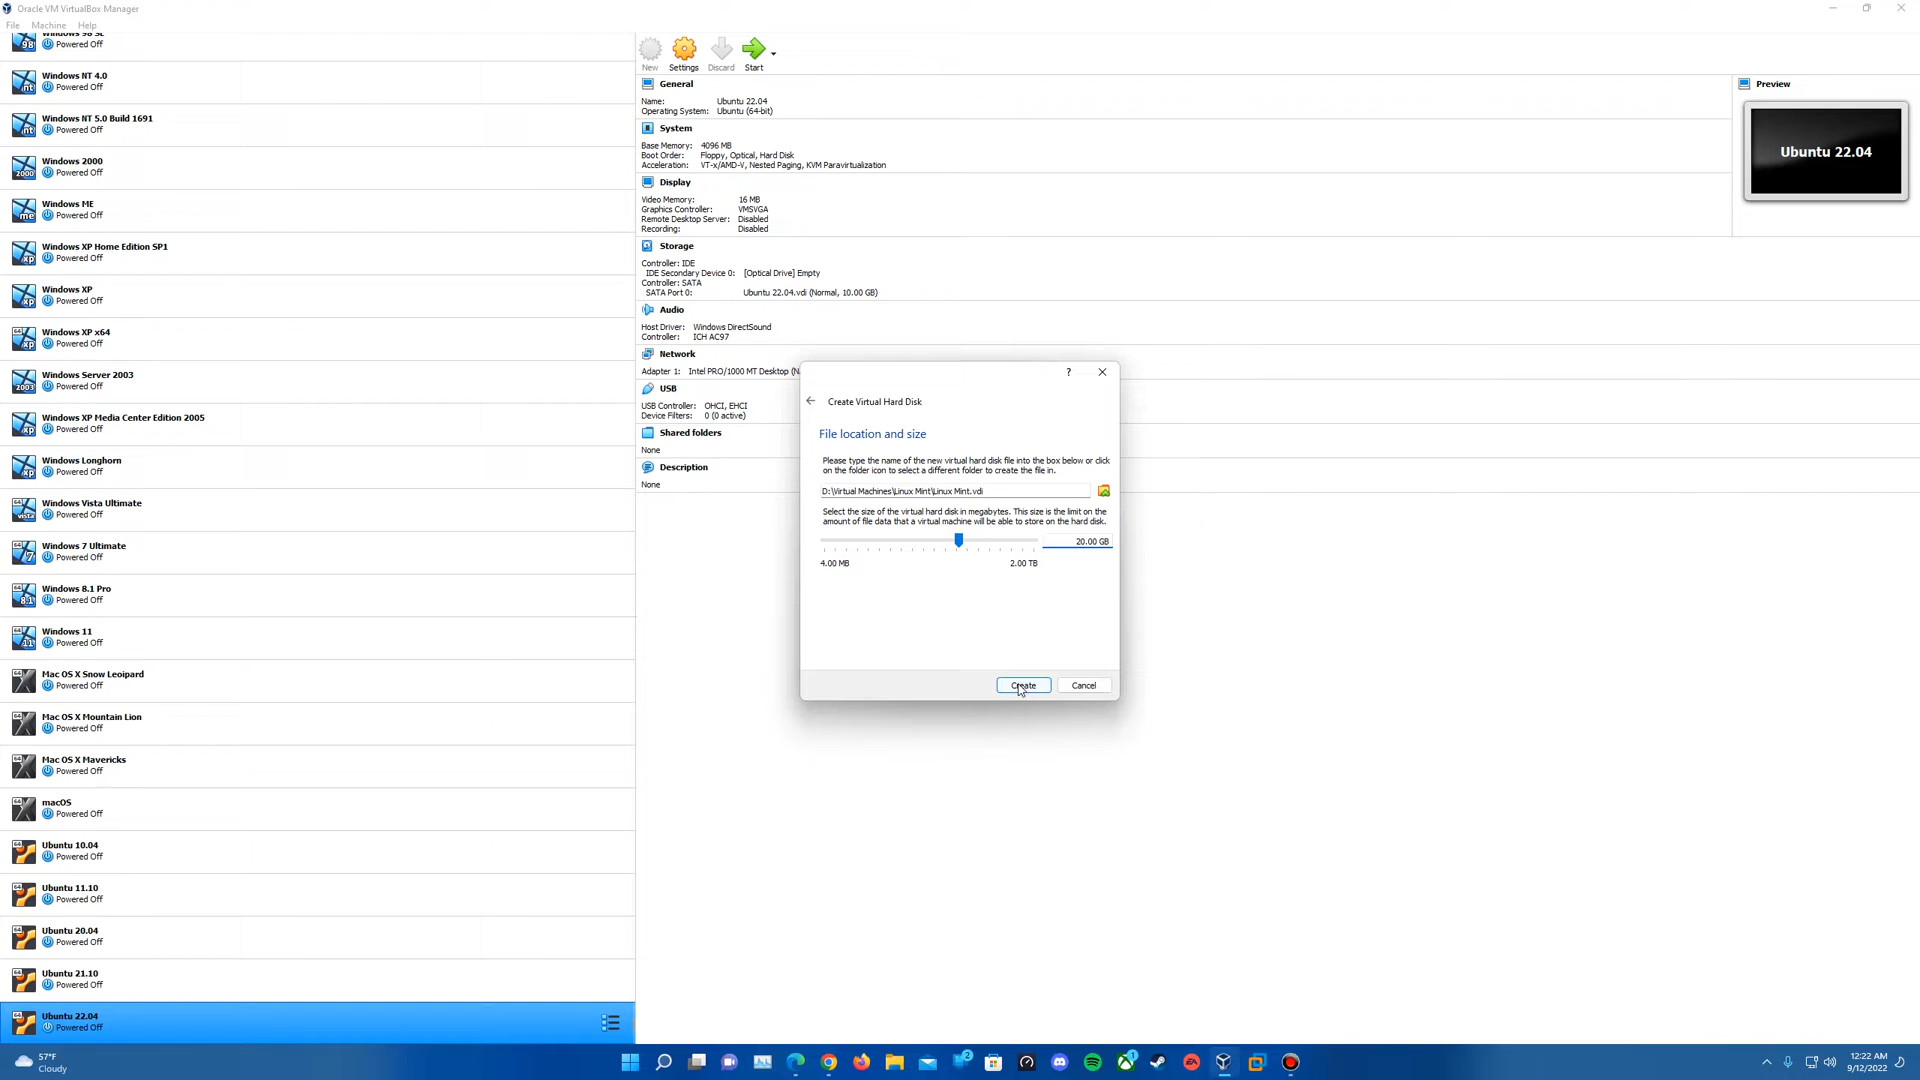 Oracle VM VirtualBox Manager
File Machine Help
Windows 98 SE
Powered Off
Windows NT 4.0
Powered Off
Windows NT 5.0 Build 1691
Powered Off
Windows 2000
Powered Off
Windows ME
Powered Off
Windows XP Home Edition SP1
Powered Off
Windows XP
Powered Off
Windows XP x64
Powered Off
Windows Server 2003
Powered Off
Windows XP Media Center Edition 2005
Powered Off
Windows Longhorn
Powered Off
Windows Vista Ultimate
Powered Off
Windows 7 Ultimate
Powered Off
Windows 8.1 Pro
Powered Off
Windows 11
Powered Off
Mac OS X Snow Leoipard
Powered Off
Mac OS X Mountain Lion
Powered Off
Mac OS X Mavericks
Powered Off
macOS
Powered Off
Ubuntu 10.04
Powered Off
Ubuntu 11.10
Powered Off
Ubuntu 20.04
Powered Off
Ubuntu 21.10
Powered Off
Ubuntu 22.04
Powered Off
New Settings Discard Start
General
Name: Ubuntu 22.04
Operating System: Ubuntu (64-bit)
System
Base Memory: 4096 MB
Boot Order: Floppy, Optical, Hard Disk
Acceleration: VT-x/AMD-V, Nested Paging, KVM Paravirtualization
Display
Video Memory: 16 MB
Graphics Controller: VMSVGA
Remote Desktop Server: Disabled
Recording: Disabled
Storage
Controller: IDE
IDE Secondary Device 0: [Optical Drive] Empty
Controller: SATA
SATA Port 0: Ubuntu 22.04.vdi (Normal, 10.00 GB)
Audio
Host Driver: Windows DirectSound
Controller: ICH AC97
Network
Adapter 1: Intel PRO/1000 MT Desktop (N
USB
USB Controller: OHCI, EHCI
Device Filters: 0 (0 active)
Shared folders
None
Description
None
Preview
Ubuntu 22.04
?
Create Virtual Hard Disk
File location and size
Please type the name of the new virtual hard disk file into the box below or click
on the folder icon to select a different folder to create the file in.
D:\Virtual Machines\Linux Mint\Linux Mint.vdi
Select the size of the virtual hard disk in megabytes. This size is the limit on the
amount of file data that a virtual machine will be able to store on the hard disk.
20.00 GB
4.00 MB 2.00 TB
Create Cancel
57°F
Cloudy
12:22 AM
9/12/2022